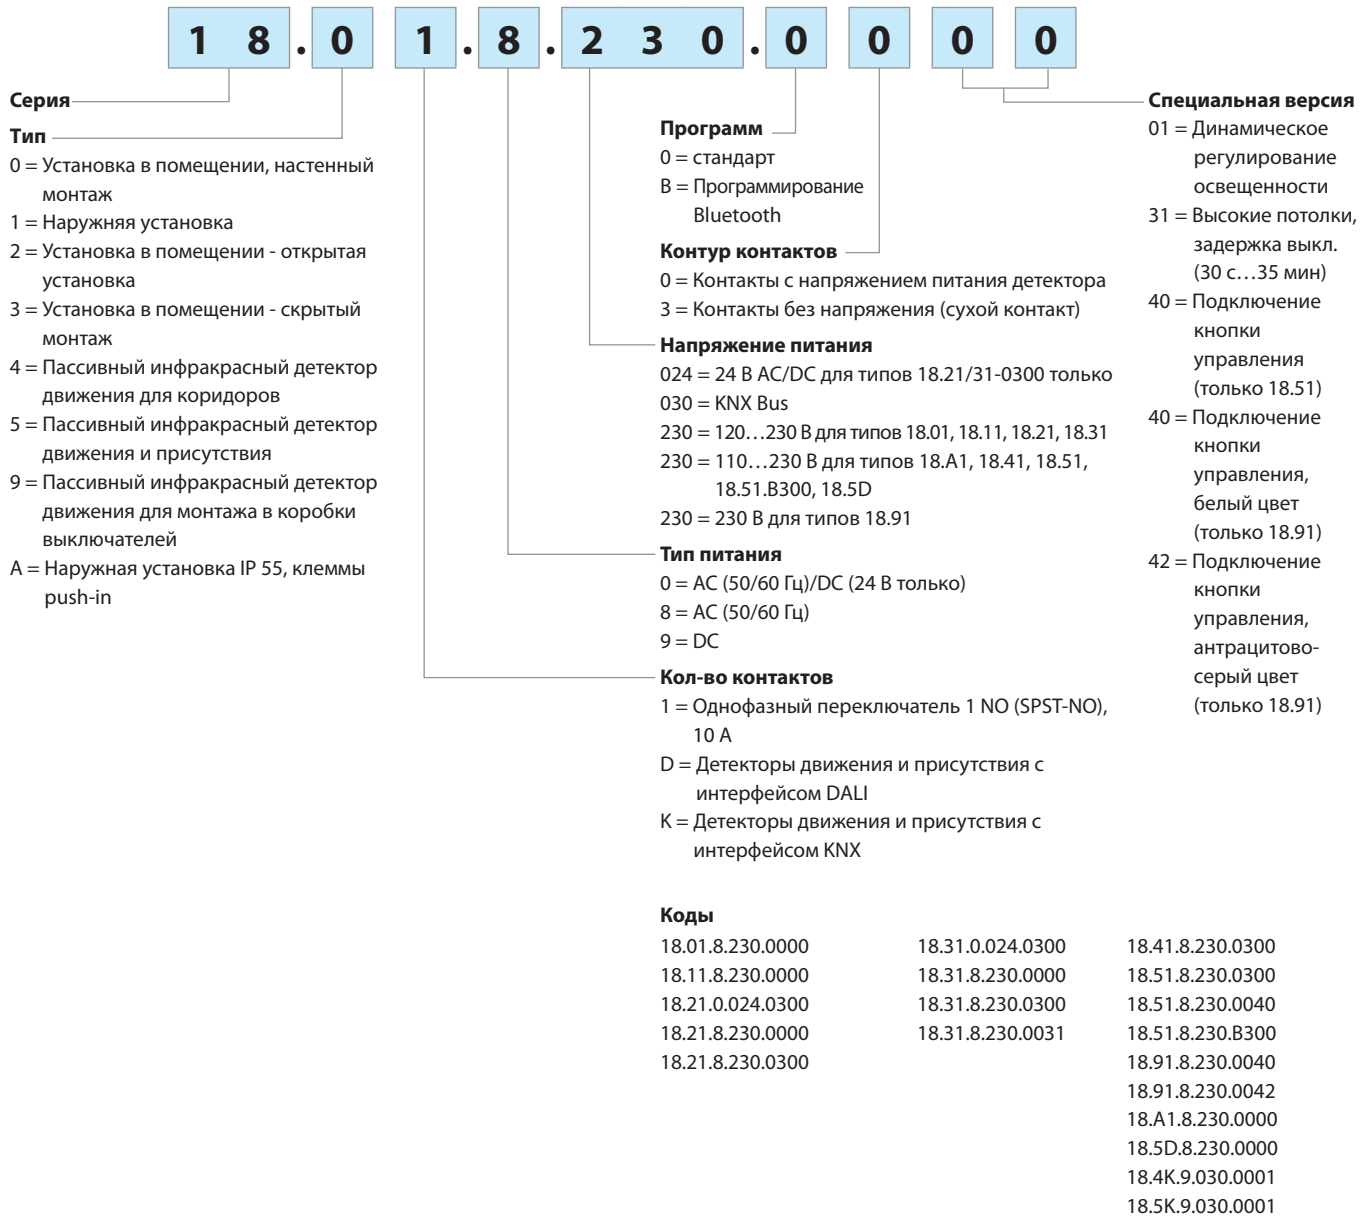 18.0 1.8.230.0 0 0 0
Серия
Тип
0 = Установка в помещении, настенный
монтаж
1 = Наружняя установка
2 = Установка в помещении - открытая
установка
3 = Установка в помещении - скрытый
монтаж
4 = Пассивный инфракрасный детектор
движения для коридоров
5 = Пассивный инфракрасный детектор
движения и присутствия
9 = Пассивный инфракрасный детектор
движения для монтажа в коробки
выключателей
A = Наружная установка IP 55, клеммы
push-in
Программ
0 = стандарт
B = Программирование
Bluetooth
Контур контактов
0 = Контакты с напряжением питания детектора
3 = Контакты без напряжения (сухой контакт)
Напряжение питания
024 = 24 В AC/DC для типов 18.21/31-0300 только
030 = KNX Bus
230 = 120…230 В для типов 18.01, 18.11, 18.21, 18.31
230 = 110…230 В для типов 18.A1, 18.41, 18.51,
18.51.B300, 18.5D
230 = 230 В для типов 18.91
Тип питания
0 = AC (50/60 Гц)/DC (24 В только)
8 = AC (50/60 Гц)
9 = DC
Кол-во контактов
1 = Однофазный переключатель 1 NO (SPST-NO),
10 A
D = Детекторы движения и присутствия с
интерфейсом DALI
K = Детекторы движения и присутствия с
интерфейсом KNX
Специальная версия
01 = Динамическое
регулирование
освещенности
31 = Высокие потолки,
задержка выкл.
(30 с…35 мин)
40 = Подключение
кнопки
управления
(только 18.51)
40 = Подключение
кнопки
управления,
белый цвет
(только 18.91)
42 = Подключение
кнопки
управления,
антрацитово-
серый цвет
(только 18.91)
Коды
18.01.8.230.0000
18.11.8.230.0000
18.21.0.024.0300
18.21.8.230.0000
18.21.8.230.0300
18.31.0.024.0300
18.31.8.230.0000
18.31.8.230.0300
18.31.8.230.0031
18.41.8.230.0300
18.51.8.230.0300
18.51.8.230.0040
18.51.8.230.B300
18.91.8.230.0040
18.91.8.230.0042
18.A1.8.230.0000
18.5D.8.230.0000
18.4K.9.030.0001
18.5K.9.030.0001